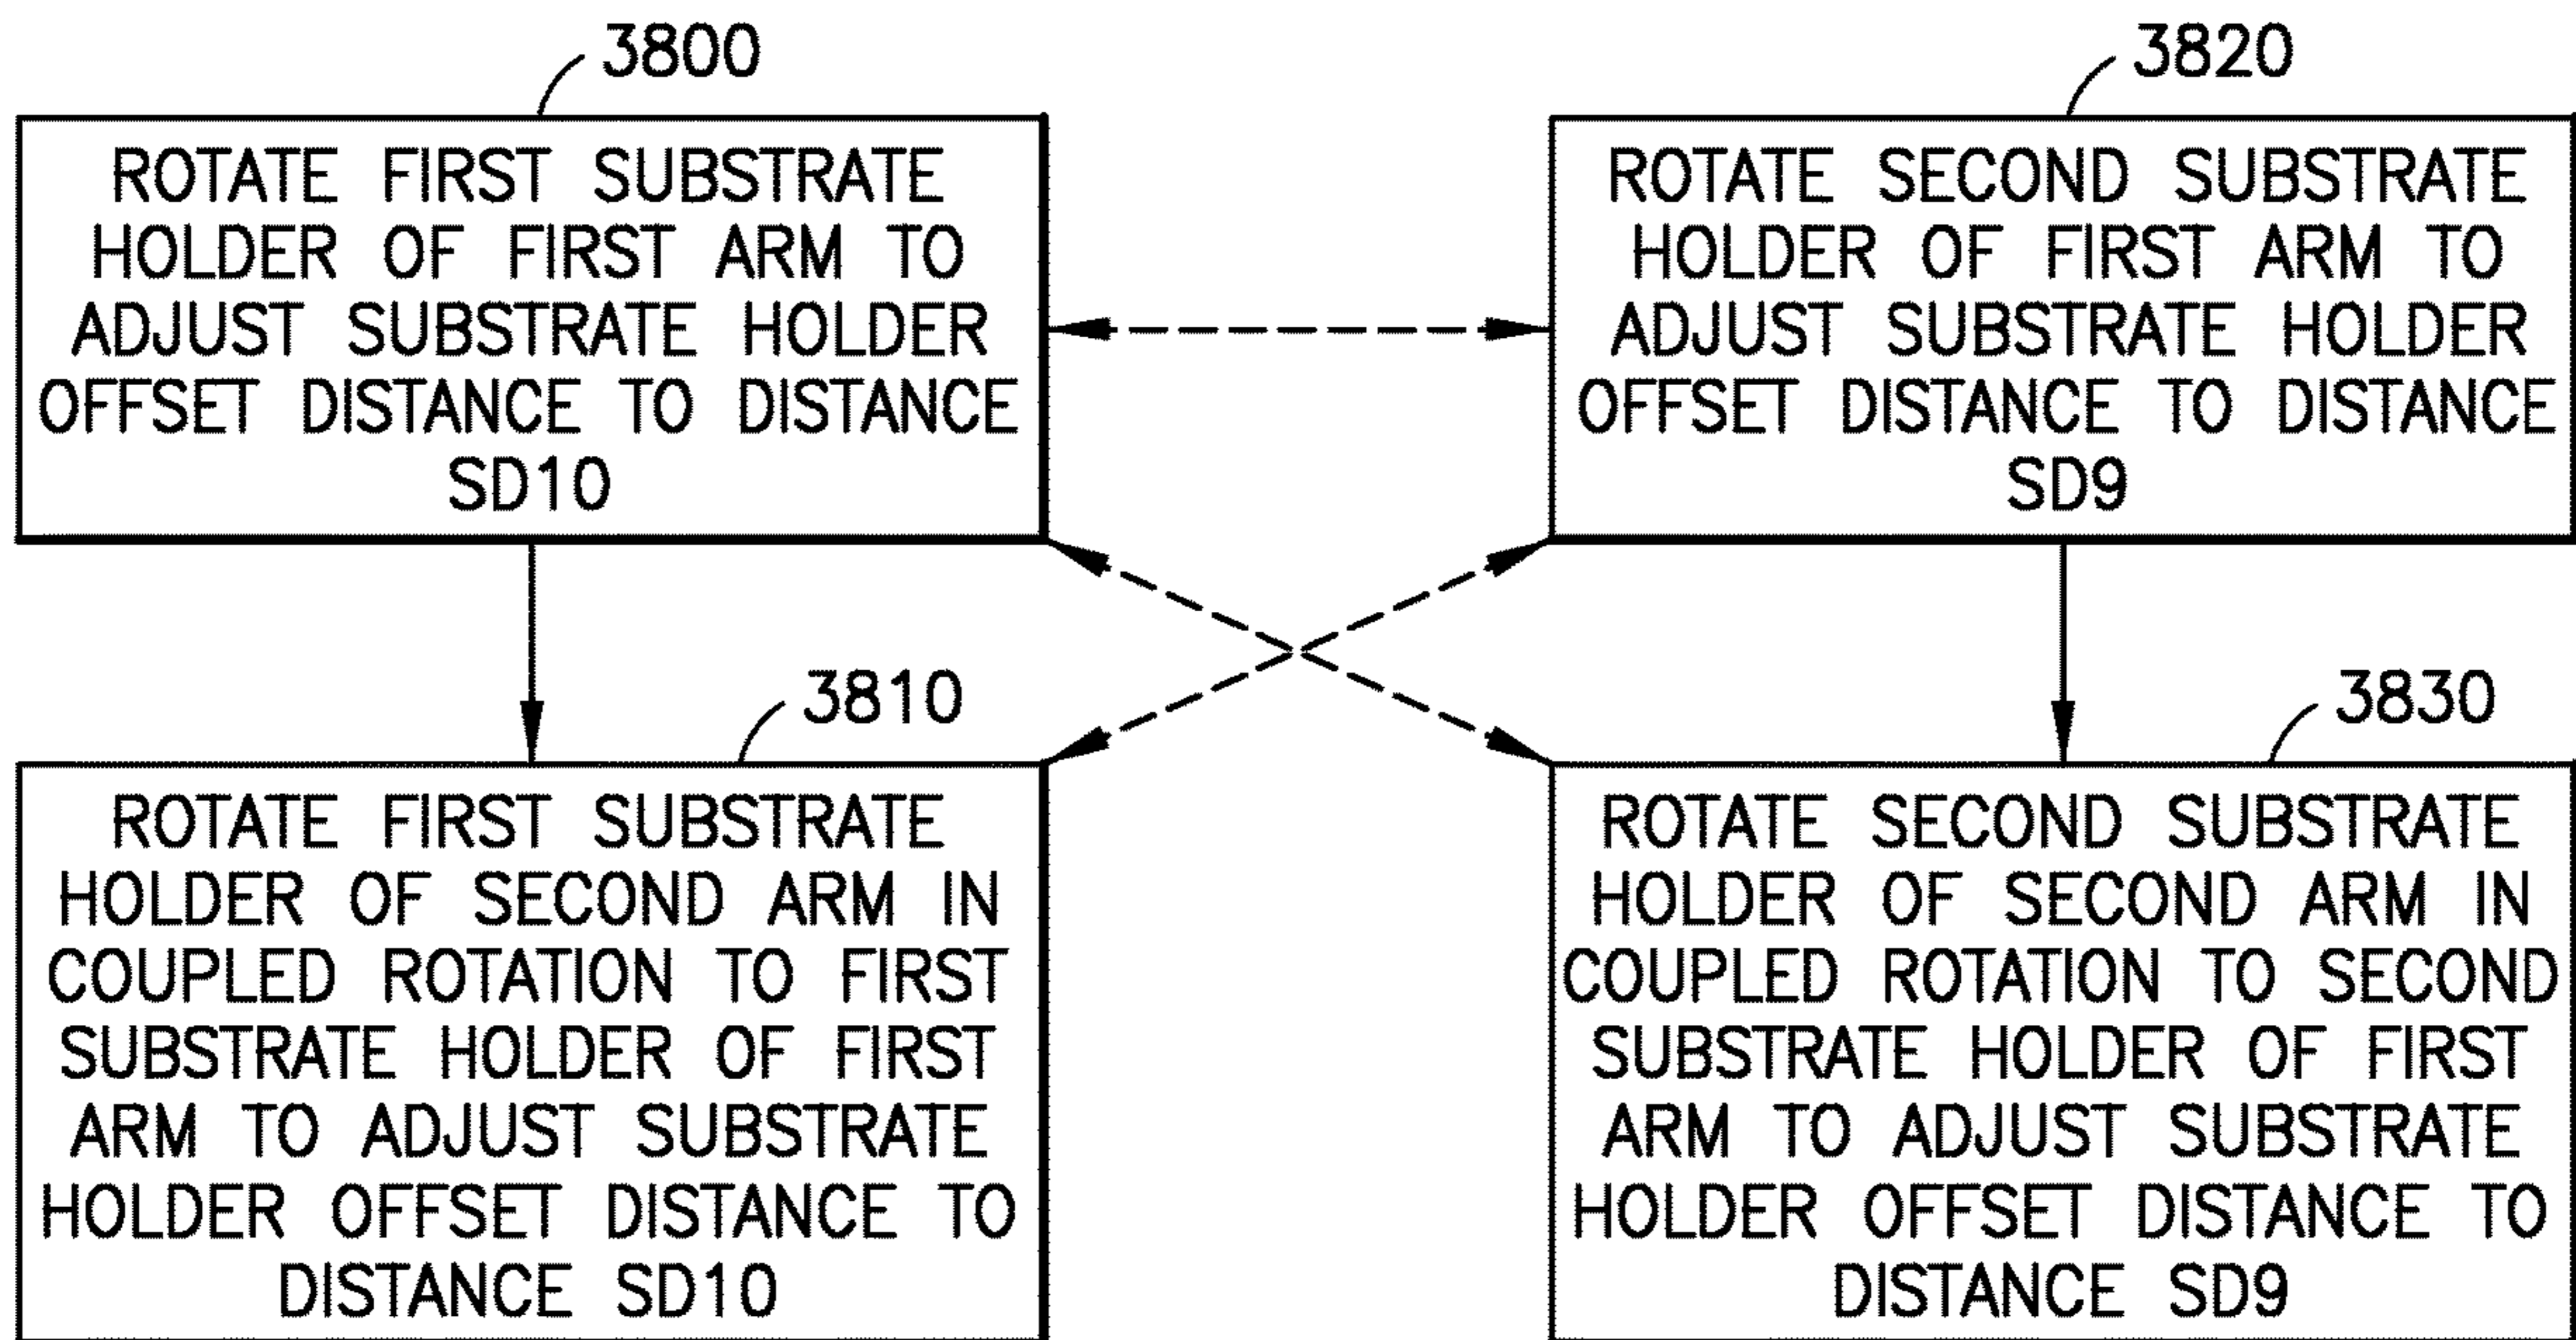 3800
ROTATE FIRST SUBSTRATE
HOLDER OF FIRST ARM TO
ADJUST SUBSTRATE HOLDER
OFFSET DISTANCE TO DISTANCE
SD10
3820
ROTATE SECOND SUBSTRATE
HOLDER OF FIRST ARM TO
ADJUST SUBSTRATE HOLDER
OFFSET DISTANCE TO DISTANCE
SD9
3810
ROTATE FIRST SUBSTRATE
HOLDER OF SECOND ARM IN
COUPLED ROTATION TO FIRST
SUBSTRATE HOLDER OF FIRST
ARM TO ADJUST SUBSTRATE
HOLDER OFFSET DISTANCE TO
DISTANCE SD10
3830
ROTATE SECOND SUBSTRATE
HOLDER OF SECOND ARM IN
COUPLED ROTATION TO SECOND
SUBSTRATE HOLDER OF FIRST
ARM TO ADJUST SUBSTRATE
HOLDER OFFSET DISTANCE TO
DISTANCE SD9